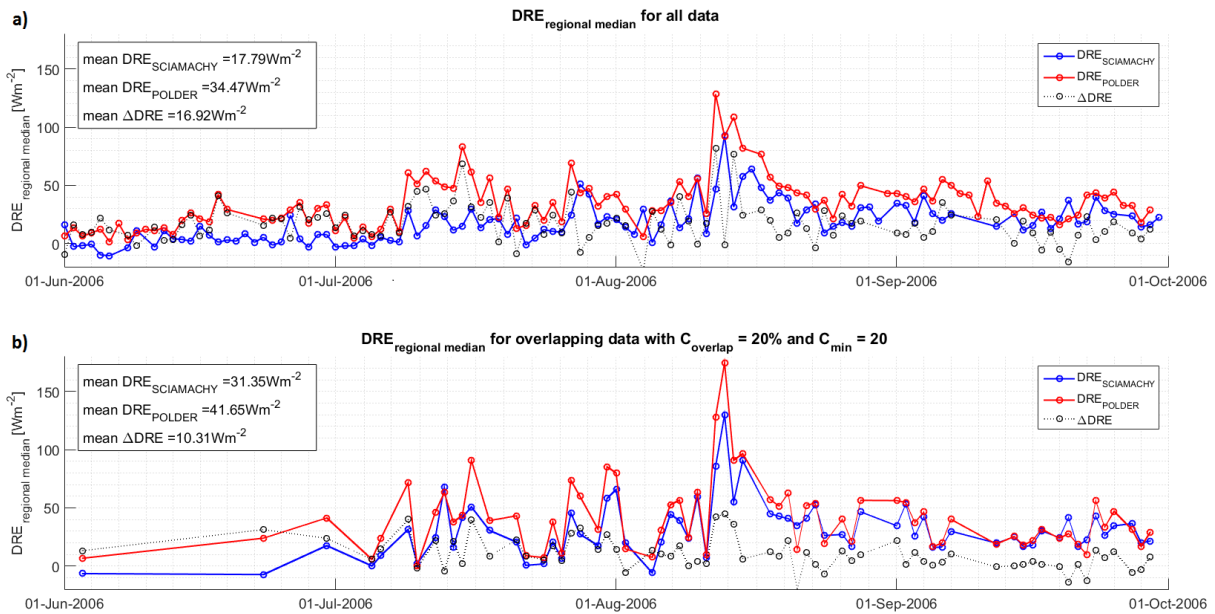 a)
DRE regional median for all data
mean DRE SCIAMACHY =17.79Wm-2
mean DRE POLDER =34.47Wm-2
mean ΔDRE =16.92Wm-2
DRE SCIAMACHY
DRE POLDER
ΔDRE
DRE regional median [Wm-2]
150
100
50
0
01-Jun-2006 01-Jul-2006 01-Aug-2006 01-Sep-2006 01-Oct-2006
b)
DRE regional median for overlapping data with C overlap = 20% and C min = 20
mean DRE SCIAMACHY =31.35Wm-2
mean DRE POLDER =41.65Wm-2
mean ΔDRE =10.31Wm-2
DRE SCIAMACHY
DRE POLDER
ΔDRE
DRE regional median [Wm-2]
150
100
50
0
01-Jun-2006 01-Jul-2006 01-Aug-2006 01-Sep-2006 01-Oct-2006